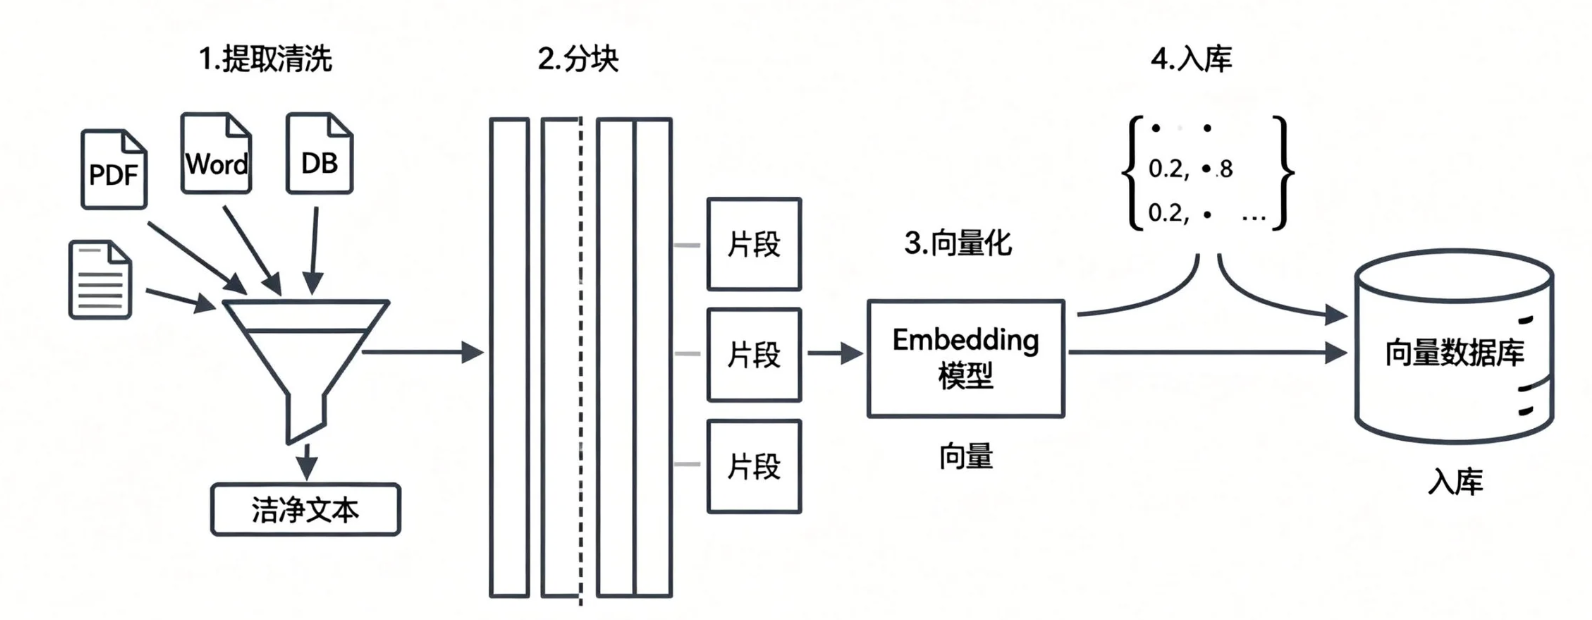 1.提取清洗
PDF
Word
DB
洁净文本
2.分块
片段
片段
片段
3.向量化
Embedding
模型
向量
4.入库
0.2, •.8
0.2, • ...
向量数据库
入库